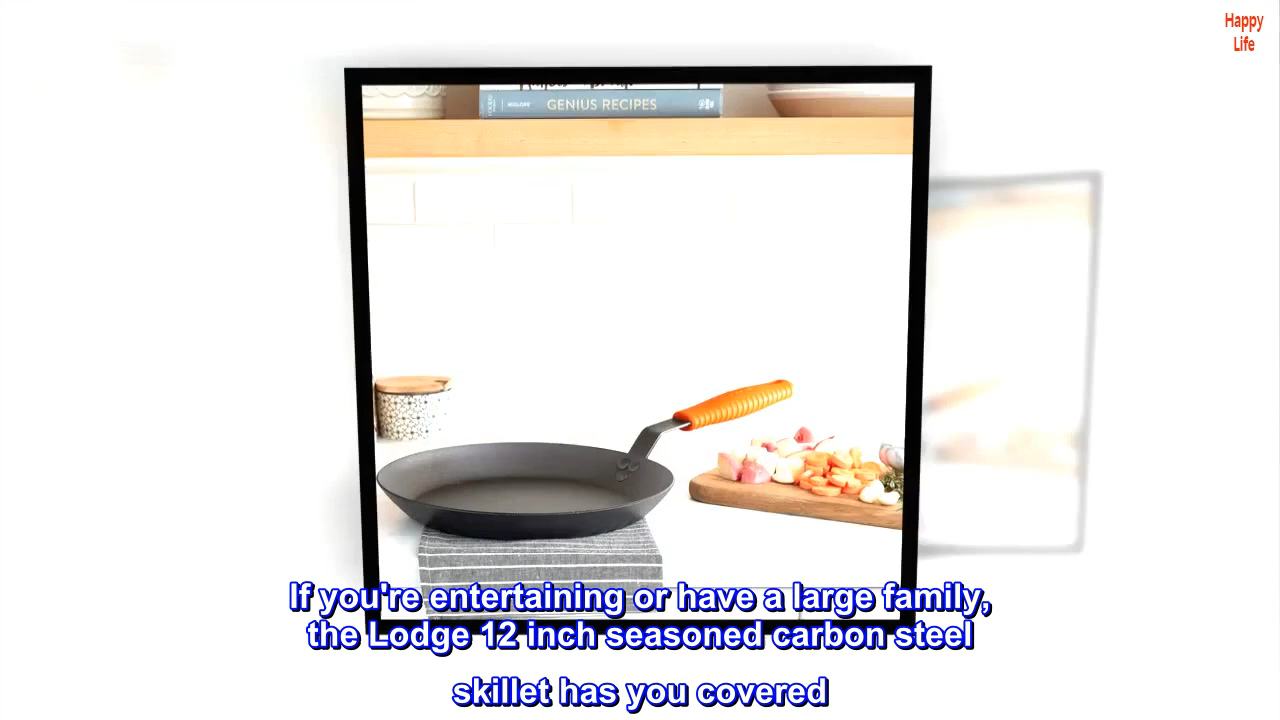 Happy
Life
GENIUS RECIPES
If you're entertaining or have a large family,
the Lodge 12 inch seasoned carbon steel
skillet has you covered